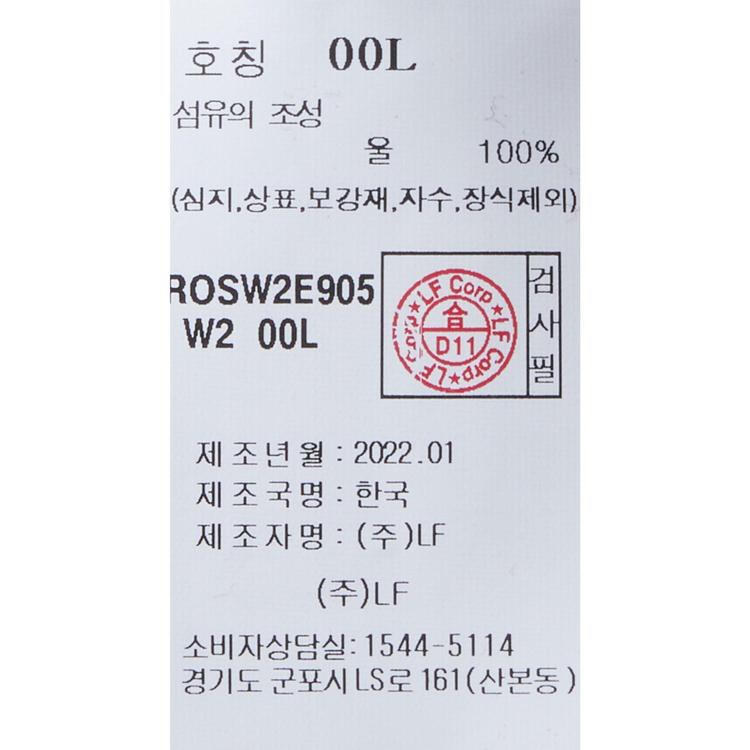 호칭 00L
섬유의 조성
울 100%
(심지,상표,보강재,자수,장식제외)
ROSW2E905
W2 00L
LF Corp★LF Corp★LF Corp★
合
D11
검사필
제조년월 : 2022.01
제조국명 : 한국
제조자명 : (주)LF
(주)LF
소비자상담실: 1544-5114
경기도 군포시 LS로 161(산본동)